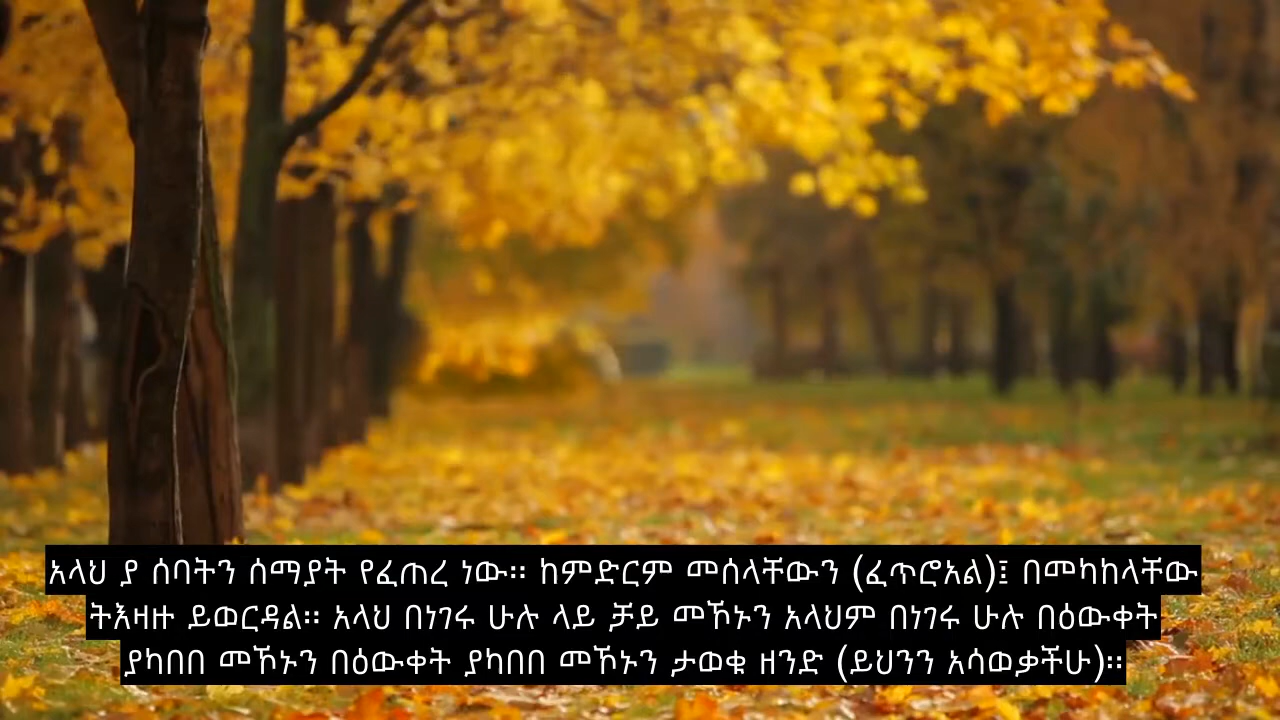 አላህ ያ ሰባትን ሰማያት የፈጠረ ነው፡፡ ከምድርም መሰላቸውን (ፈጥሮአል)፤ በመካከላቸው
ትእዛዙ ይወርዳል፡፡ አላህ በነገሩ ሁሉ ላይ ቻይ መኾኑን አላህም በነገሩ ሁሉ በዕውቀት
ያካበበ መኾኑን በዕውቀት ያካበበ መኾኑን ታወቁ ዘንድ (ይህንን አሳወቃችሁ)፡፡